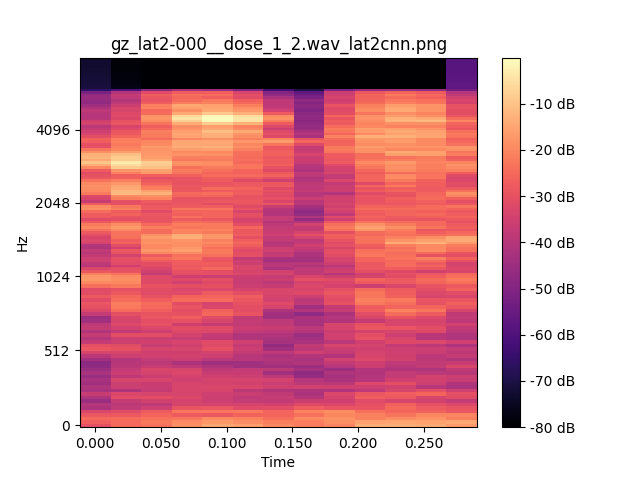 gz_lat2-000__dose_1_2.wav_lat2cnn.png
Hz
4096
2048
1024
512
0
0.000 0.050 0.100 0.150 0.200 0.250
Time
-10 dB
-20 dB
-30 dB
-40 dB
-50 dB
-60 dB
-70 dB
-80 dB